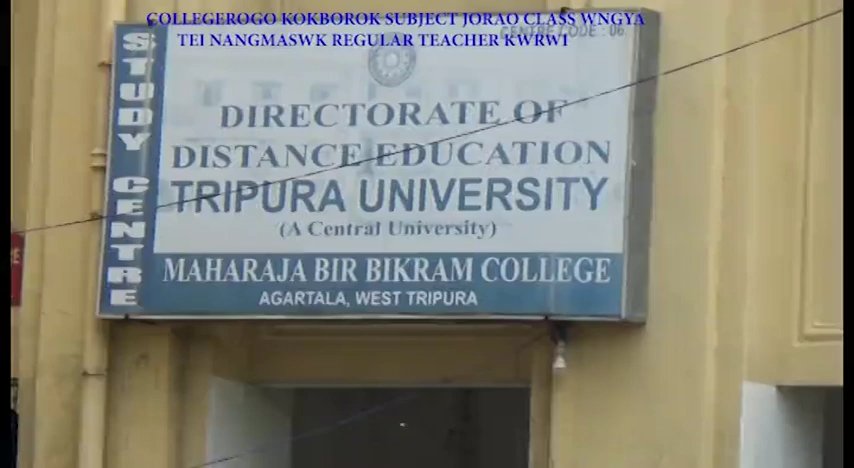 COLLEGEROGO KOKBOROK SUBJECT JORAO CLASS WNGYA
TEI NANGMASWK REGULAR TEACHER KWRWI
CENTRE CODE : 06
STUDY CENTRE
DIRECTORATE OF
DISTANCE EDUCATION
TRIPURA UNIVERSITY
(A Central University)
MAHARAJA BIR BIKRAM COLLEGE
AGARTALA, WEST TRIPURA